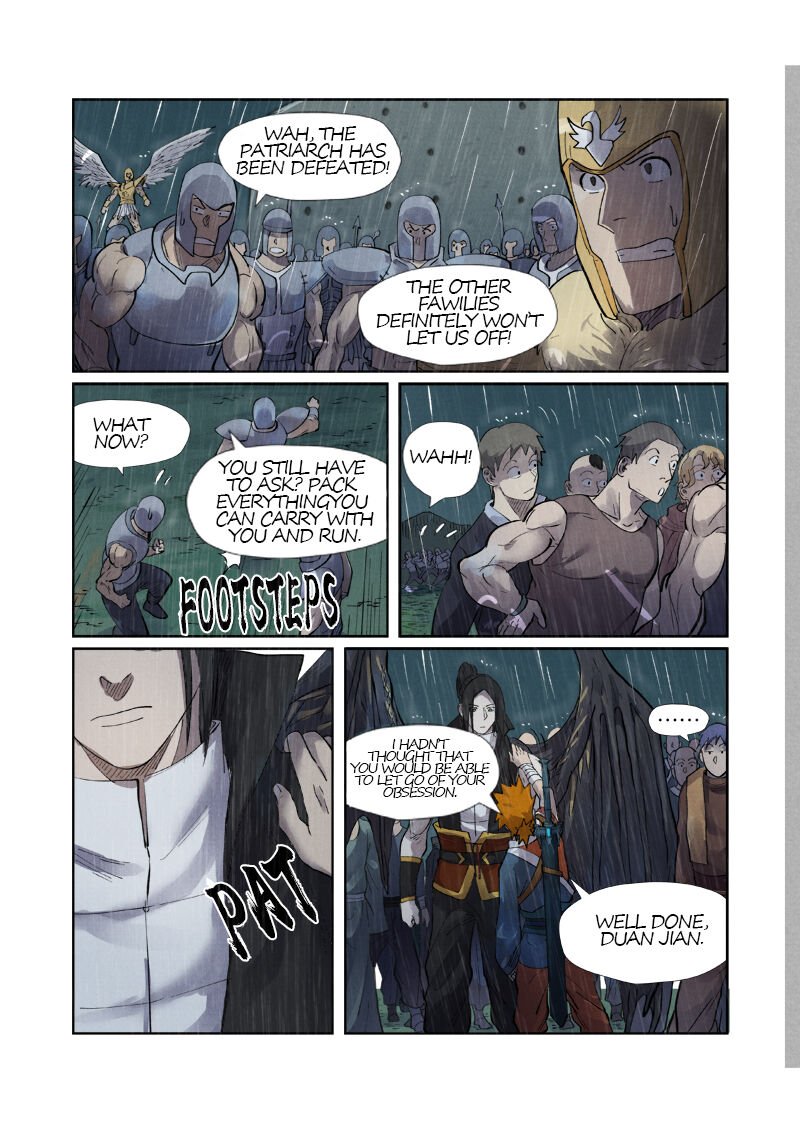 WAH, THE
PATRIARCH HAS
BEEN DEFEATED!
THE OTHER
FAWILIES
DEFINITELY WON'T
LET US OFF!
WHAT
NOW?
YOU STILL HAVE
TO ASK? PACK
EVERYTHINGYOU
CAN CARRY WITH
YOU AND RUN.
FOOTSTEPS
WAHH!
PAT
I HADN'T
THOUGHT THAT
YOU WOULD BE ABLE
TO LET GO OF YOUR
OBSESSION.
......
WELL DONE,
DUAN JIAN.